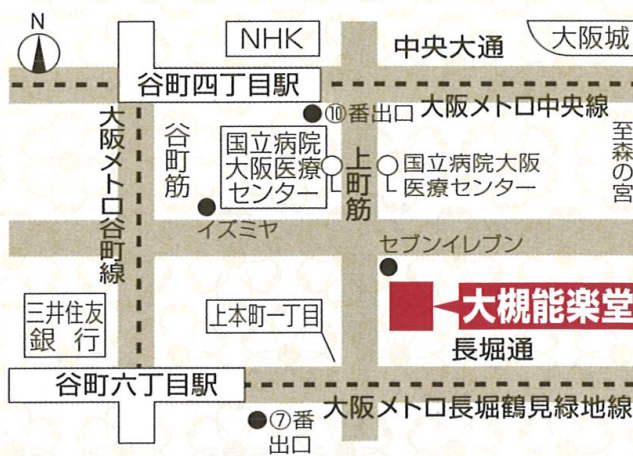 N
NHK
中央大通
大阪城
谷町四丁目駅
⑩番出口
大阪メトロ中央線
大阪メトロ谷町線
谷町筋
国立病院
大阪医療
センター
上町筋
国立病院大阪
医療センター
至森の宮
イズミヤ
セブンイレブン
三井住友
銀行
上本町一丁目
大槻能楽堂
長堀通
谷町六丁目駅
大阪メトロ長堀鶴見緑地線
⑦番
出口